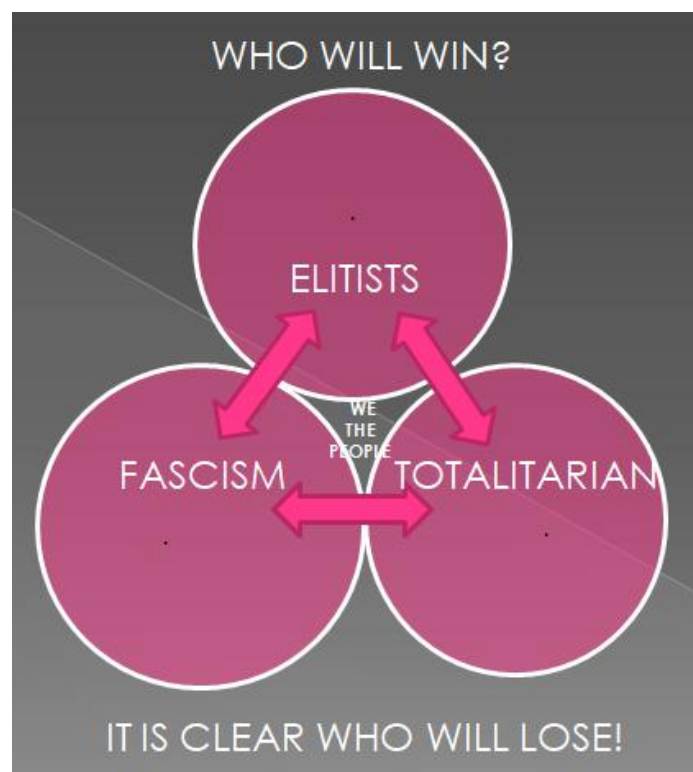 WHO WILL WIN?
ELITISTS
WE
THE
PEOPLE
FASCISM
TOTALITARIAN
IT IS CLEAR WHO WILL LOSE!